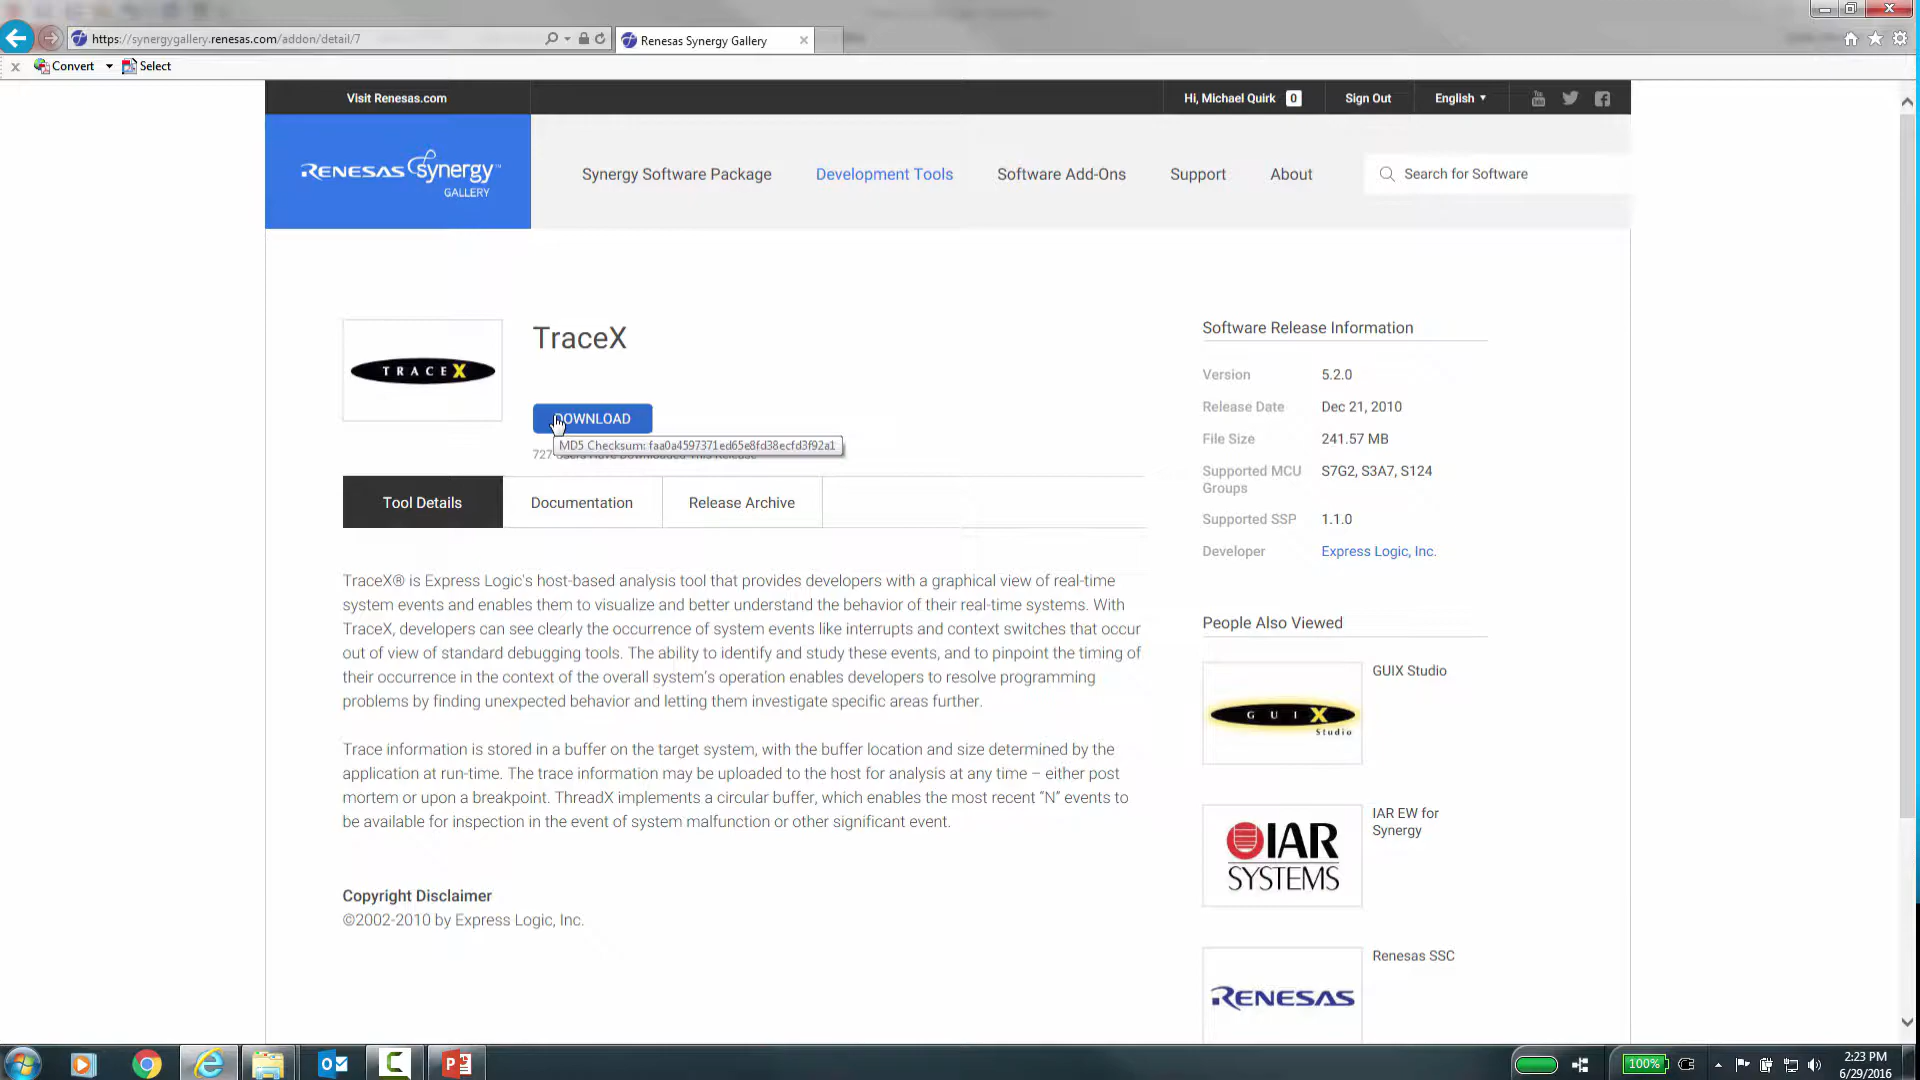 https://synergygallery.renesas.com/addon/detail/7
Renesas Synergy Gallery
Convert
Select
Visit Renesas.com
Hi, Michael Quirk 0
Sign Out
English
You
RENESAS synergy
GALLERY
Synergy Software Package
Development Tools
Software Add-Ons
Support
About
Search for Software
TRACEX
TraceX
DOWNLOAD
MD5 Checksum: faa0a4597371ed65e8fd38ecfd3f92a1
727 Users Have Downloaded This Release
Tool Details
Documentation
Release Archive
TraceX® is Express Logic's host-based analysis tool that provides developers with a graphical view of real-time
system events and enables them to visualize and better understand the behavior of their real-time systems. With
TraceX, developers can see clearly the occurrence of system events like interrupts and context switches that occur
out of view of standard debugging tools. The ability to identify and study these events, and to pinpoint the timing of
their occurrence in the context of the overall system's operation enables developers to resolve programming
problems by finding unexpected behavior and letting them investigate specific areas further.
Trace information is stored in a buffer on the target system, with the buffer location and size determined by the
application at run-time. The trace information may be uploaded to the host for analysis at any time – either post
mortem or upon a breakpoint. ThreadX implements a circular buffer, which enables the most recent “N” events to
be available for inspection in the event of system malfunction or other significant event.
Copyright Disclaimer
©2002-2010 by Express Logic, Inc.
Software Release Information
Version 5.2.0
Release Date Dec 21, 2010
File Size 241.57 MB
Supported MCU S7G2, S3A7, S124
Groups
Supported SSP 1.1.0
Developer Express Logic, Inc.
People Also Viewed
GUIX
Studio
GUIX Studio
IAR
SYSTEMS
IAR EW for
Synergy
RENESAS
Renesas SSC
100%
2:23 PM
6/29/2016